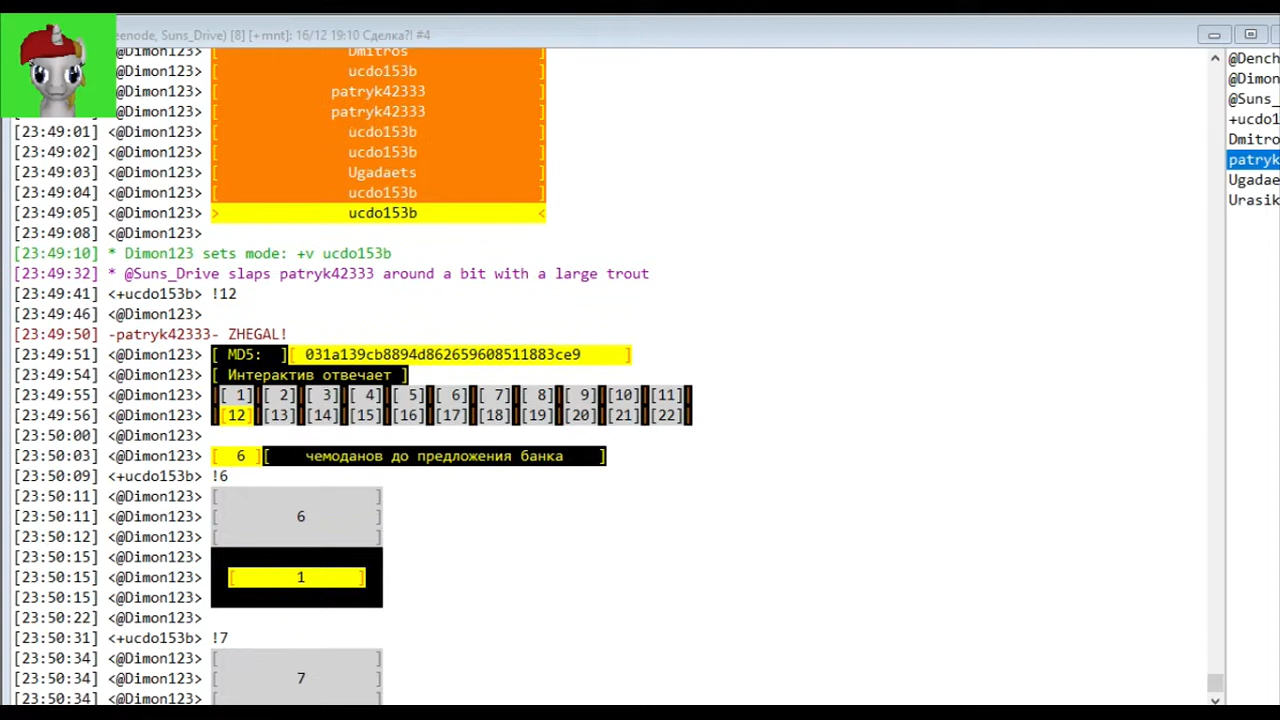 eenode, Suns_Drive) [8] [+mnt]: 16/12 19:10 Сделка?! #4
<@Dimon123> [ Dmitros ]
<@Dimon123> [ ucdo153b ]
<@Dimon123> [ patryk42333 ]
<@Dimon123> [ patryk42333 ]
[23:49:01] <@Dimon123> [ ucdo153b ]
[23:49:02] <@Dimon123> [ ucdo153b ]
[23:49:03] <@Dimon123> [ Ugadaets ]
[23:49:04] <@Dimon123> [ ucdo153b ]
[23:49:05] <@Dimon123> > ucdo153b <
[23:49:08] <@Dimon123>
[23:49:10] * Dimon123 sets mode: +v ucdo153b
[23:49:32] * @Suns_Drive slaps patryk42333 around a bit with a large trout
[23:49:41] <+ucdo153b> !12
[23:49:46] <@Dimon123>
[23:49:50] -patryk42333- ZHEGAL!
[23:49:51] <@Dimon123> [ MD5: ][ 031a139cb8894d862659608511883ce9 ]
[23:49:54] <@Dimon123> [ Интерактив отвечает ]
[23:49:55] <@Dimon123> |[ 1]|[ 2]|[ 3]|[ 4]|[ 5]|[ 6]|[ 7]|[ 8]|[ 9]|[10]|[11]|
[23:49:56] <@Dimon123> |[12]|[13]|[14]|[15]|[16]|[17]|[18]|[19]|[20]|[21]|[22]|
[23:50:00] <@Dimon123>
[23:50:03] <@Dimon123> [ 6 ][ чемоданов до предложения банка ]
[23:50:09] <+ucdo153b> !6
[23:50:11] <@Dimon123> [ ]
[23:50:11] <@Dimon123> [ 6 ]
[23:50:12] <@Dimon123> [ ]
[23:50:15] <@Dimon123>
[23:50:15] <@Dimon123> [ 1 ]
[23:50:15] <@Dimon123>
[23:50:22] <@Dimon123>
[23:50:31] <+ucdo153b> !7
[23:50:34] <@Dimon123> [ ]
[23:50:34] <@Dimon123> [ 7 ]
[23:50:34] <@Dimon123> [ ]
@Dench
@Dimon
@Suns_
+ucdo1
Dmitro
patryk
Ugadae
Urasik